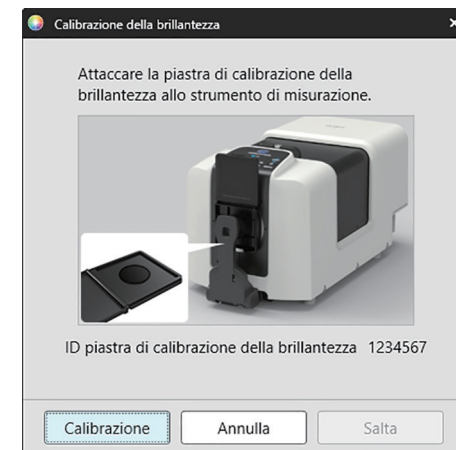 Calibrazione della brillantezza
Attaccare la piastra di calibrazione della
brillantezza allo strumento di misurazione.
ID piastra di calibrazione della brillantezza 1234567
Calibrazione
Annulla
Salta